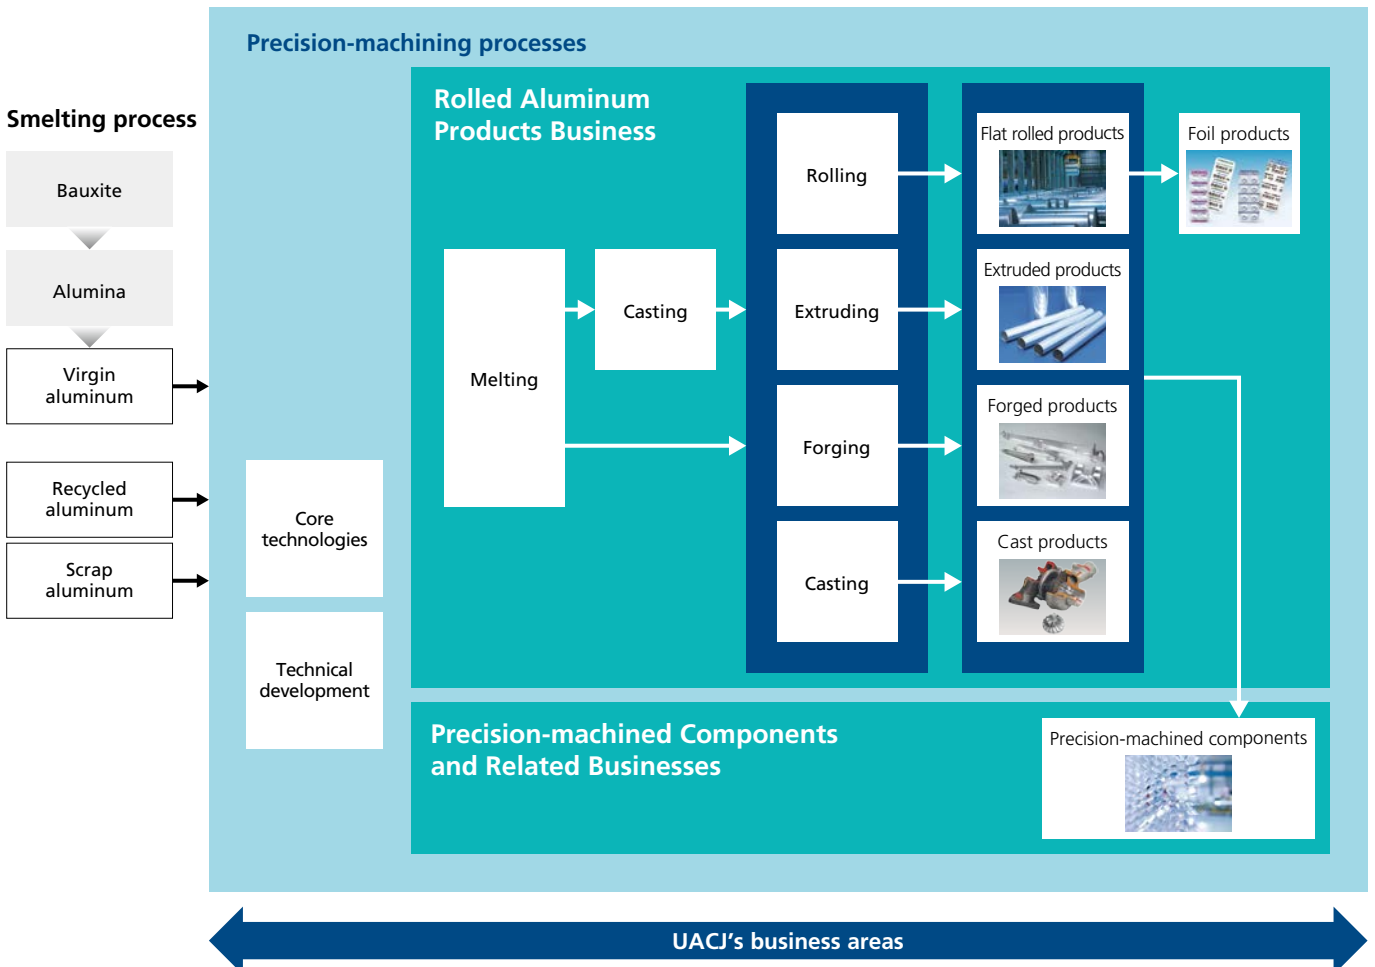 Precision-machining processes
Smelting process
Bauxite
Alumina
Virgin
aluminum
Recycled
aluminum
Scrap
aluminum
Core
technologies
Technical
development
Rolled Aluminum
Products Business
Melting
Casting
Rolling
Extruding
Forging
Casting
Flat rolled products
Extruded products
Forged products
Cast products
Foil products
Precision-machined Components
and Related Businesses
Precision-machined components
UACJ's business areas